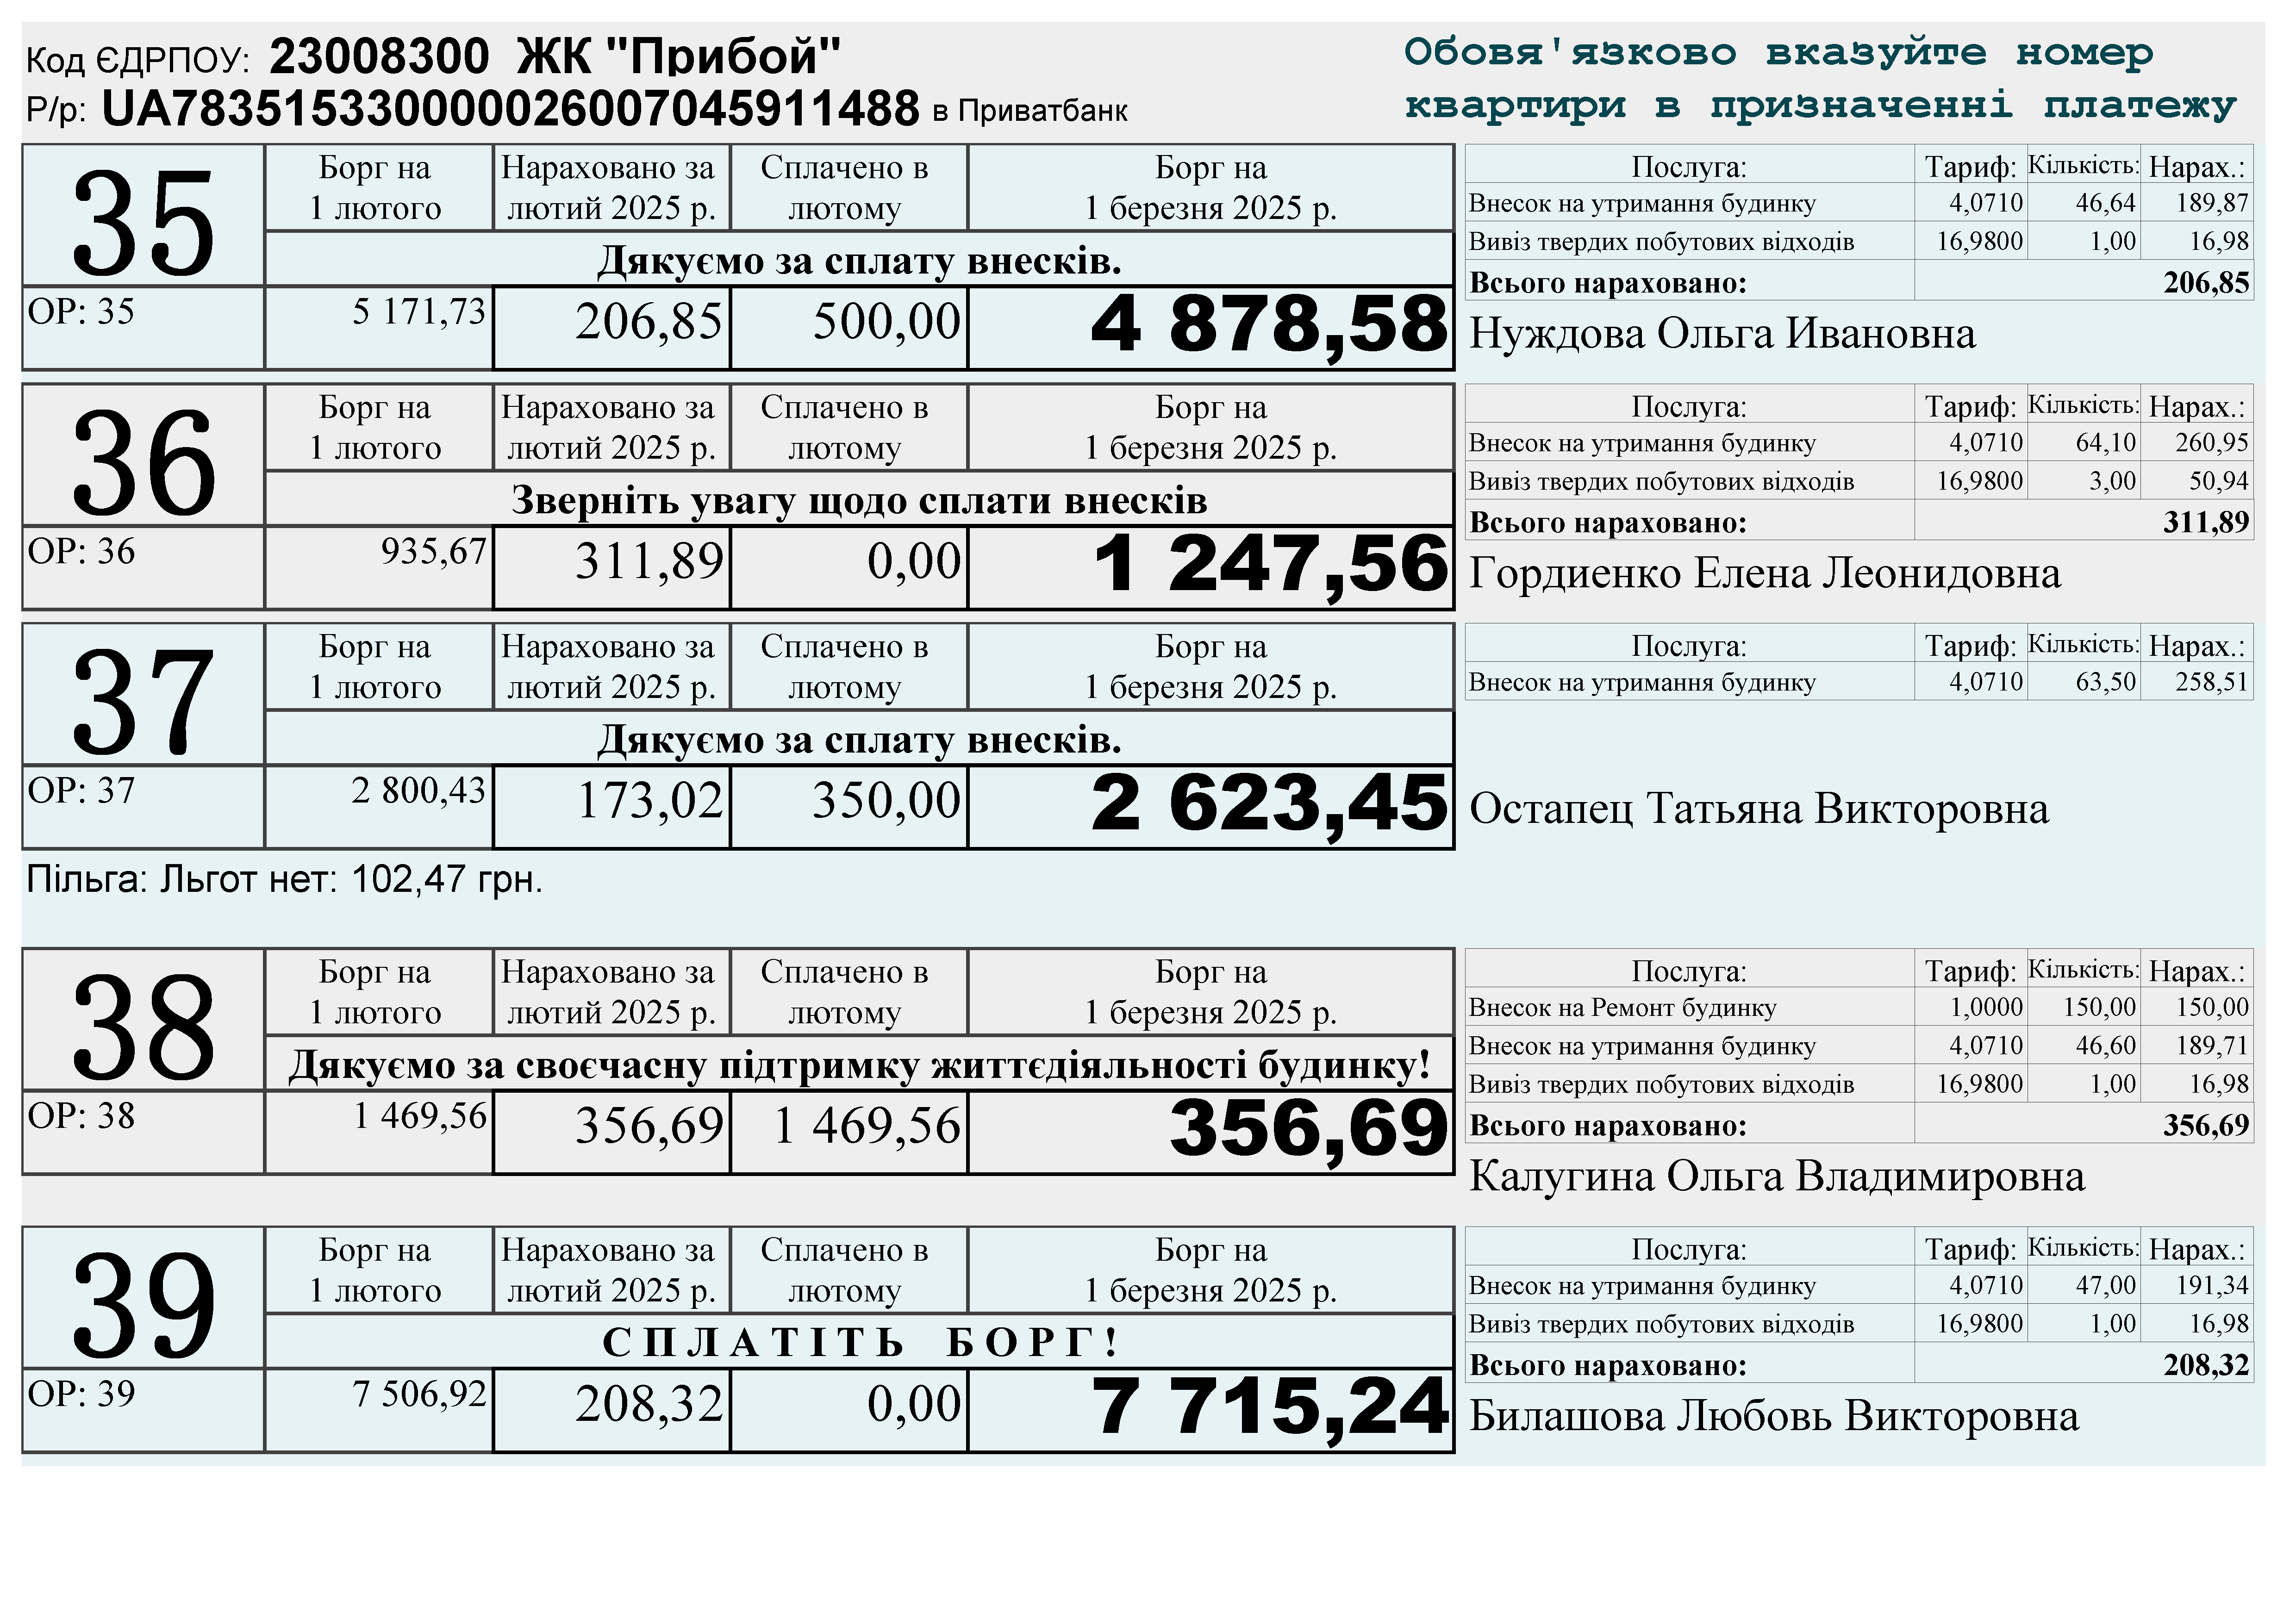 Код ЄДРПОУ: 23008300 ЖК "Прибой"
Р/р: UA783515330000026007045911488 в Приватбанк
Обовя'язково вказуйте номер
квартири в призначенні платежу
35
Борг на 1 лютого
Нараховано за лютий 2025 р.
Сплачено в лютому
Борг на 1 березня 2025 р.
Дякуємо за сплату внесків.
ОР: 35 5 171,73 206,85 500,00 4 878,58
Послуга: Тариф: Кількість: Нарах.:
Внесок на утримання будинку 4,0710 46,64 189,87
Вивіз твердих побутових відходів 16,9800 1,00 16,98
Всього нараховано: 206,85
Нуждова Ольга Ивановна
36
Борг на 1 лютого
Нараховано за лютий 2025 р.
Сплачено в лютому
Борг на 1 березня 2025 р.
Зверніть увагу щодо сплати внесків
ОР: 36 935,67 311,89 0,00 1 247,56
Послуга: Тариф: Кількість: Нарах.:
Внесок на утримання будинку 4,0710 64,10 260,95
Вивіз твердих побутових відходів 16,9800 3,00 50,94
Всього нараховано: 311,89
Гордиенко Елена Леонидовна
37
Борг на 1 лютого
Нараховано за лютий 2025 р.
Сплачено в лютому
Борг на 1 березня 2025 р.
Дякуємо за сплату внесків.
ОР: 37 2 800,43 173,02 350,00 2 623,45
Послуга: Тариф: Кількість: Нарах.:
Внесок на утримання будинку 4,0710 63,50 258,51
Остапец Татьяна Викторовна
Пільга: Льгот нет: 102,47 грн.
38
Борг на 1 лютого
Нараховано за лютий 2025 р.
Сплачено в лютому
Борг на 1 березня 2025 р.
Дякуємо за своєчасну підтримку життєдіяльності будинку!
ОР: 38 1 469,56 356,69 1 469,56 356,69
Послуга: Тариф: Кількість: Нарах.:
Внесок на Ремонт будинку 1,0000 150,00 150,00
Внесок на утримання будинку 4,0710 46,60 189,71
Вивіз твердих побутових відходів 16,9800 1,00 16,98
Всього нараховано: 356,69
Калугина Ольга Владимировна
39
Борг на 1 лютого
Нараховано за лютий 2025 р.
Сплачено в лютому
Борг на 1 березня 2025 р.
С П Л А Т І Т Ь Б О Р Г !
ОР: 39 7 506,92 208,32 0,00 7 715,24
Послуга: Тариф: Кількість: Нарах.:
Внесок на утримання будинку 4,0710 47,00 191,34
Вивіз твердих побутових відходів 16,9800 1,00 16,98
Всього нараховано: 208,32
Билашова Любовь Викторовна